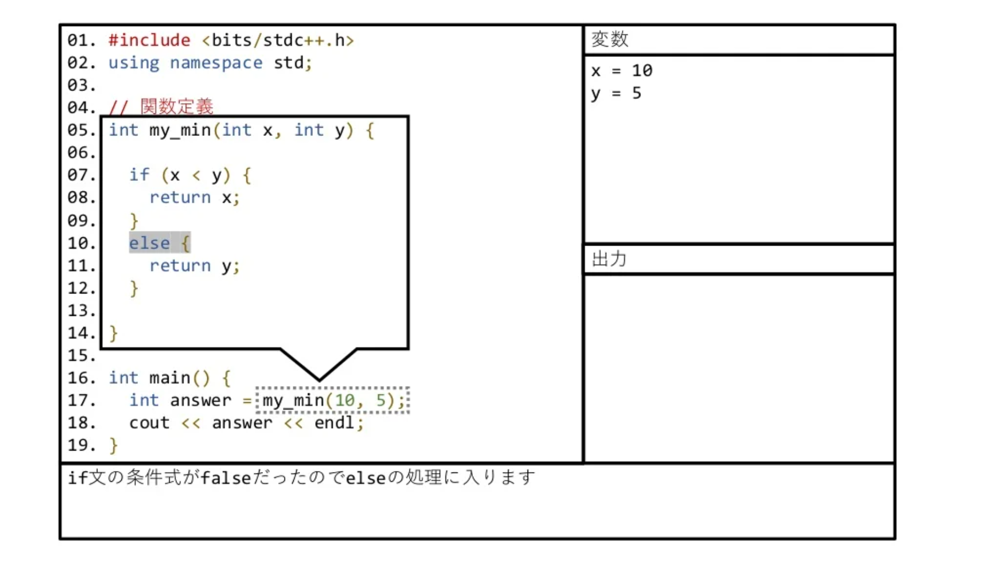 01. #include <bits/stdc++.h>
02. using namespace std;
03.
04. // 関数定義
05. int my_min(int x, int y) {
06.
07.   if (x < y) {
08.     return x;
09.   }
10.   else {
11.     return y;
12.   }
13.
14. }
15.
16. int main() {
17.   int answer = my_min(10, 5);
18.   cout << answer << endl;
19. }
変数
x = 10
y = 5
出力
if文の条件式がfalseだったのでelseの処理に入ります